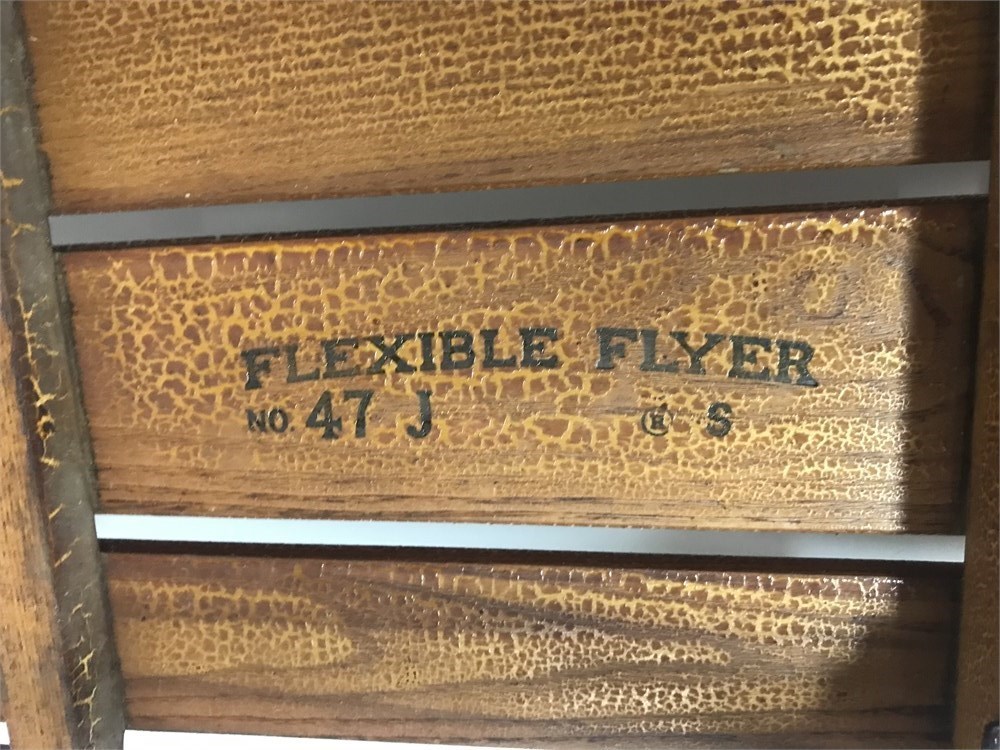 FLEXIBLE FLYER
NO. 47 J ® S